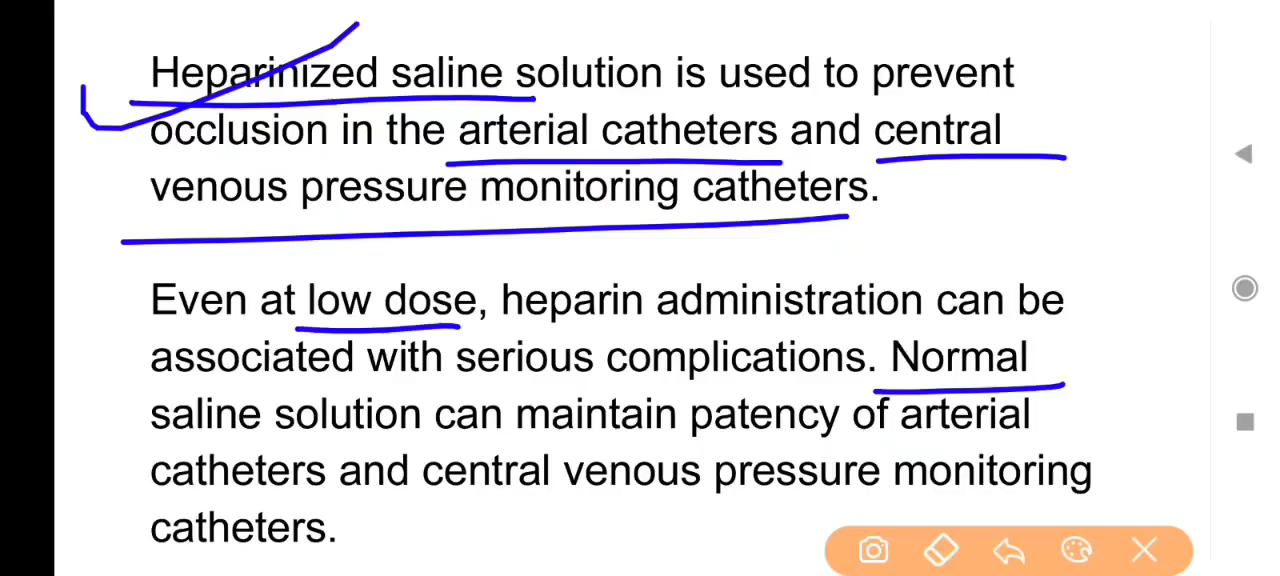 Heparinized saline solution is used to prevent
occlusion in the arterial catheters and central
venous pressure monitoring catheters.
Even at low dose, heparin administration can be
associated with serious complications. Normal
saline solution can maintain patency of arterial
catheters and central venous pressure monitoring
catheters.